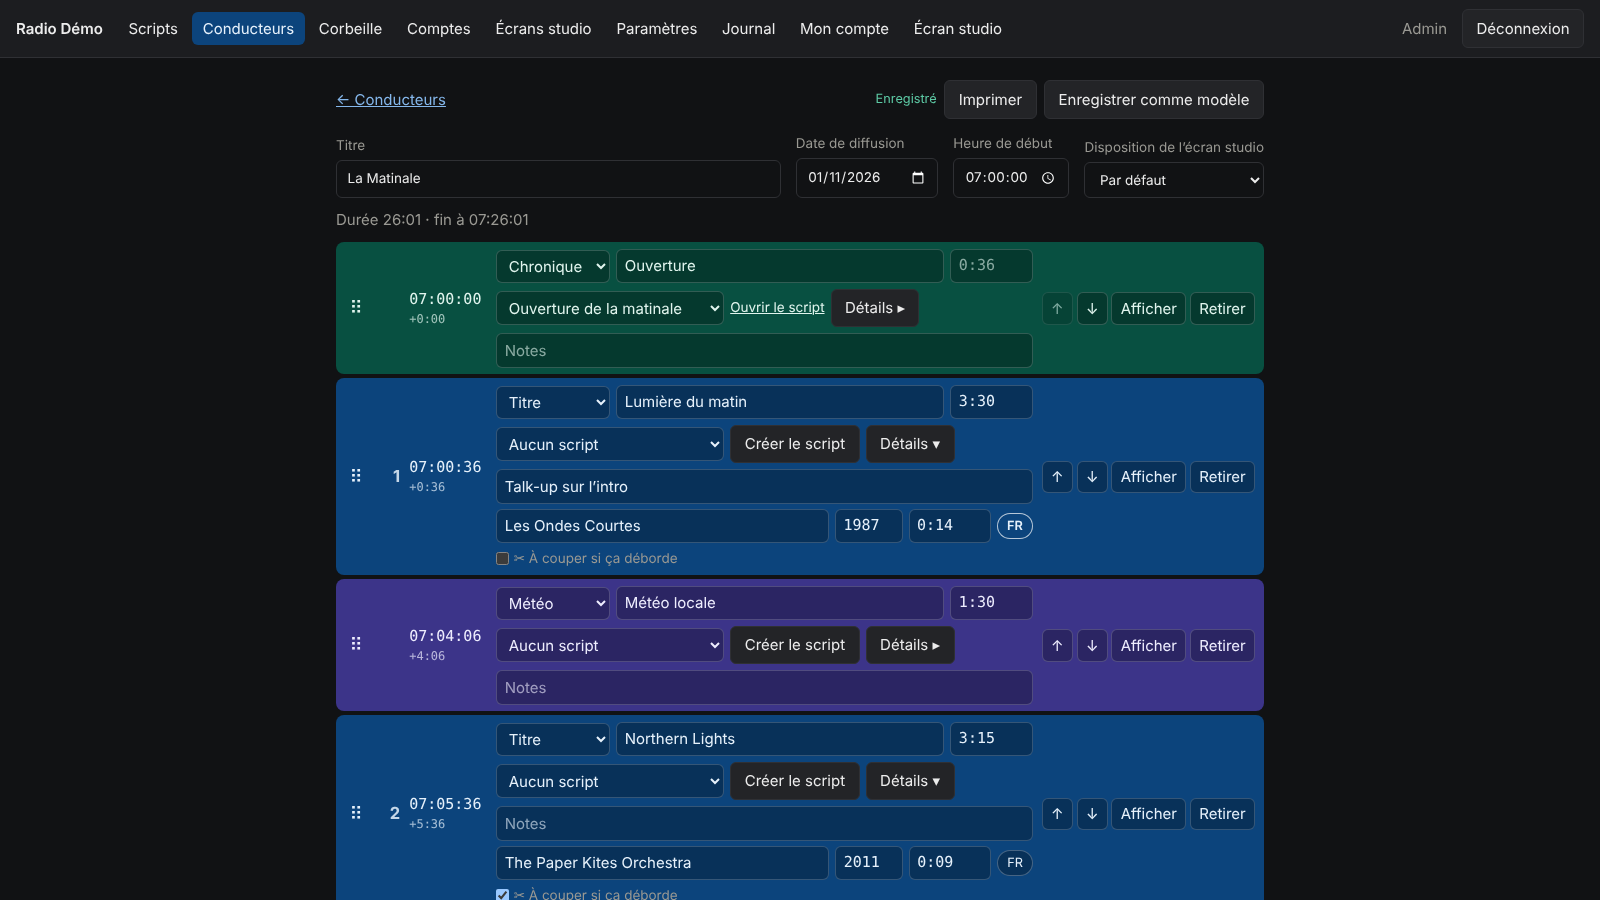 Radio Démo Scripts Conducteurs Corbeille Comptes Écrans studio Paramètres Journal Mon compte Écran studio Admin Déconnexion
← Conducteurs Enregistré Imprimer Enregistrer comme modèle
Titre Date de diffusion Heure de début Disposition de l’écran studio
La Matinale 01/11/2026 07:00:00 Par défaut
Durée 26:01 · fin à 07:26:01
Chronique Ouverture 0:36
07:00:00 Ouverture de la matinale Ouvrir le script Détails ▸ ↑ ↓ Afficher Retirer
+0:00
Notes
Titre Lumière du matin 3:30
Aucun script Créer le script Détails ▾
1 07:00:36 ↑ ↓ Afficher Retirer
+0:36
Talk-up sur l’intro
Les Ondes Courtes 1987 0:14 FR
✂ À couper si ça déborde
Météo Météo locale 1:30
07:04:06 Aucun script Créer le script Détails ▸ ↑ ↓ Afficher Retirer
+4:06
Notes
Titre Northern Lights 3:15
Aucun script Créer le script Détails ▾
2 07:05:36 ↑ ↓ Afficher Retirer
+5:36
Notes
The Paper Kites Orchestra 2011 0:09 FR
✂ À couper si ça déborde